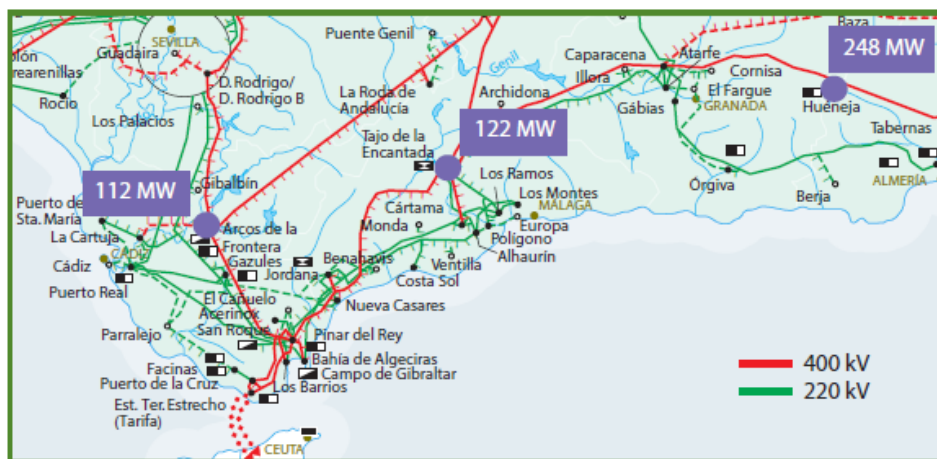 SEVILLA
Guadaira
olón
rearenillas
Rocio
D. Rodrigo/
D. Rodrigo B
Los Palacios
Puente Genil
La Roda de
Andalucía
Genil
Archidona
Tajo de la
Encantada
122 MW
Caparacena
Illora
Atarfe
Baza
248 MW
Cornisa
El Fargue
GRANADA
Gábias
Hueneja
Tabernas
ALMERÍA
Órgiva
Berja
112 MW
Gibalbín
Puerto de
Sta. María
La Cartuja
CÁDIZ
Cádiz
Puerto Real
Arcos de la
Frontera
Gazules
Jordana
Cártama
Monda
Benahavis
Los Ramos
Los Montes
MÁLAGA
Europa
Polígono
Alhaurín
Ventilla
Costa Sol
Nueva Casares
El Cañuelo
Acerinox
San Roque
Parralejo
Pinar del Rey
Bahía de Algeciras
Campo de Gibraltar
Los Barrios
Facinas
Puerto de la Cruz
Est. Ter. Estrecho
(Tarifa)
CEUTA
400 kV
220 kV